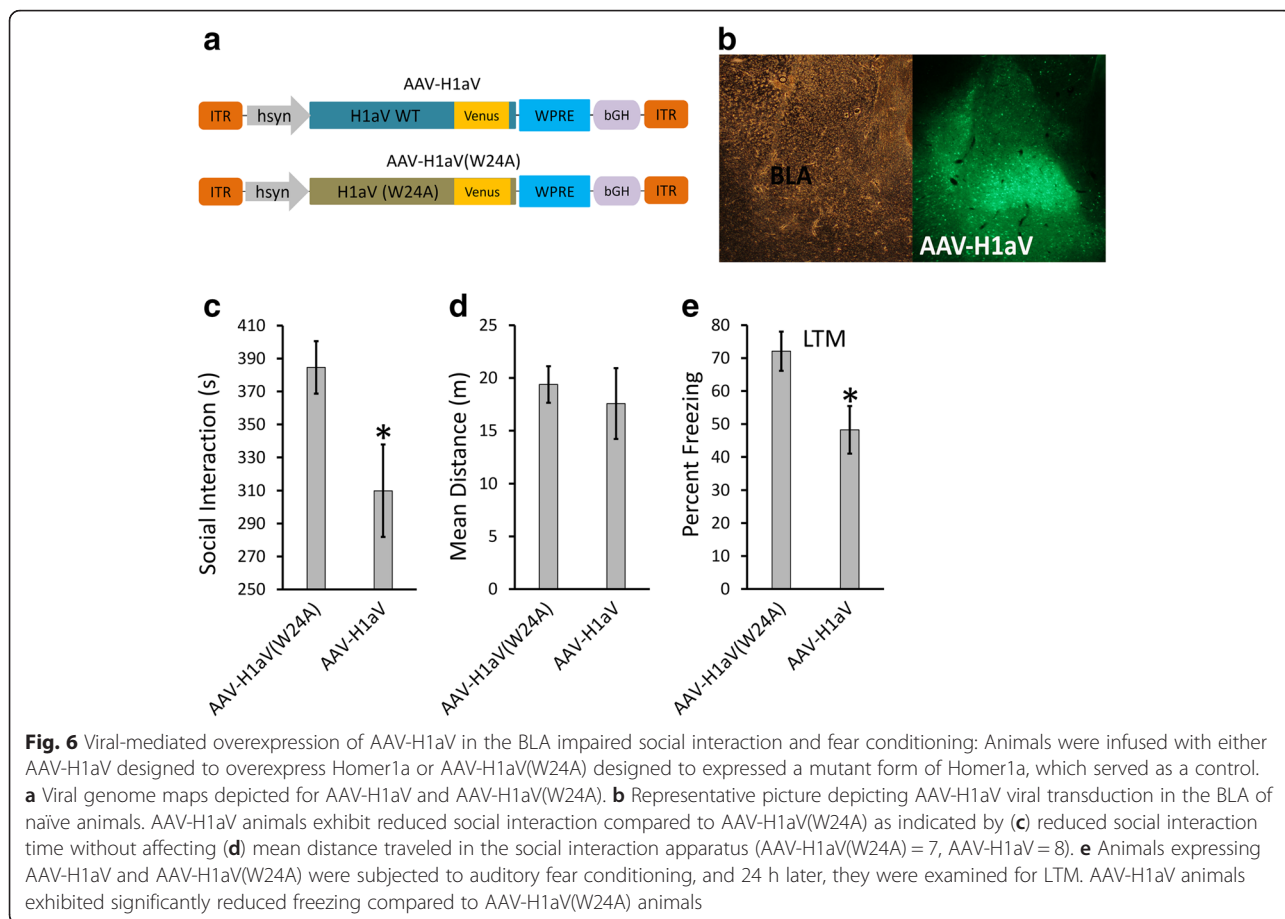 a
AAV-H1aV
ITR hsyn H1aV WT Venus WPRE bGH ITR
AAV-H1aV(W24A)
ITR hsyn H1aV (W24A) Venus WPRE bGH ITR
b
BLA
AAV-H1aV
c
Social Interaction (s)
410
390
370
350
330
310
290
270
250
*
AAV-H1aV(W24A)
AAV-H1aV
d
Mean Distance (m)
25
20
15
10
5
0
AAV-H1aV(W24A)
AAV-H1aV
e
Percent Freezing
80
70
60
50
40
30
20
10
0
LTM
*
AAV-H1aV(W24A)
AAV-H1aV
Fig. 6 Viral-mediated overexpression of AAV-H1aV in the BLA impaired social interaction and fear conditioning: Animals were infused with either
AAV-H1aV designed to overexpress Homer1a or AAV-H1aV(W24A) designed to expressed a mutant form of Homer1a, which served as a control.
a Viral genome maps depicted for AAV-H1aV and AAV-H1aV(W24A). b Representative picture depicting AAV-H1aV viral transduction in the BLA of
naïve animals. AAV-H1aV animals exhibit reduced social interaction compared to AAV-H1aV(W24A) as indicated by (c) reduced social interaction
time without affecting (d) mean distance traveled in the social interaction apparatus (AAV-H1aV(W24A) = 7, AAV-H1aV = 8). e Animals expressing
AAV-H1aV and AAV-H1aV(W24A) were subjected to auditory fear conditioning, and 24 h later, they were examined for LTM. AAV-H1aV animals
exhibited significantly reduced freezing compared to AAV-H1aV(W24A) animals